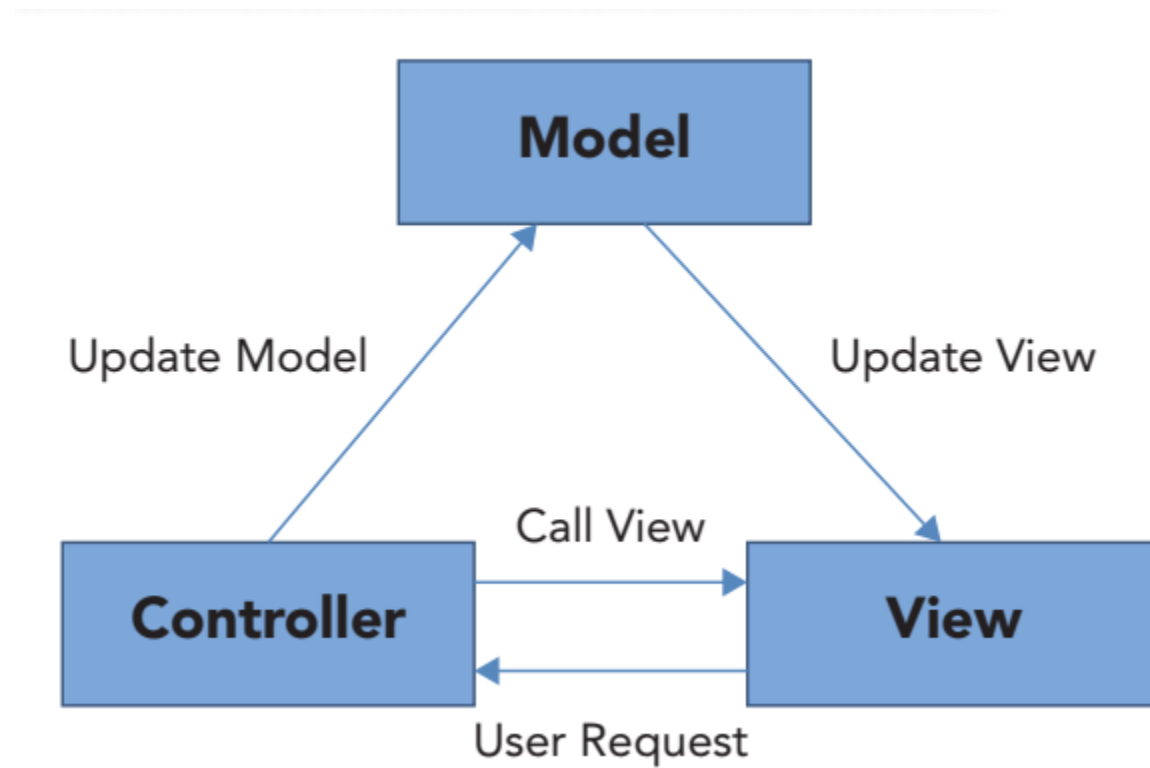 Model
Update Model
Update View
Call View
Controller
View
User Request